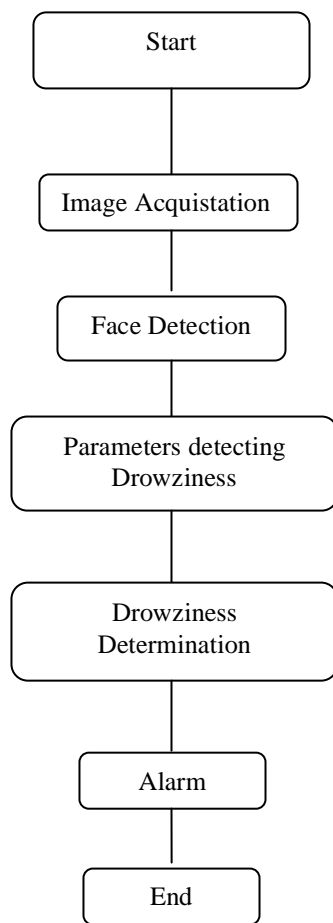 Start
Image Acquistation
Face Detection
Parameters detecting
Drowziness
Drowziness
Determination
Alarm
End